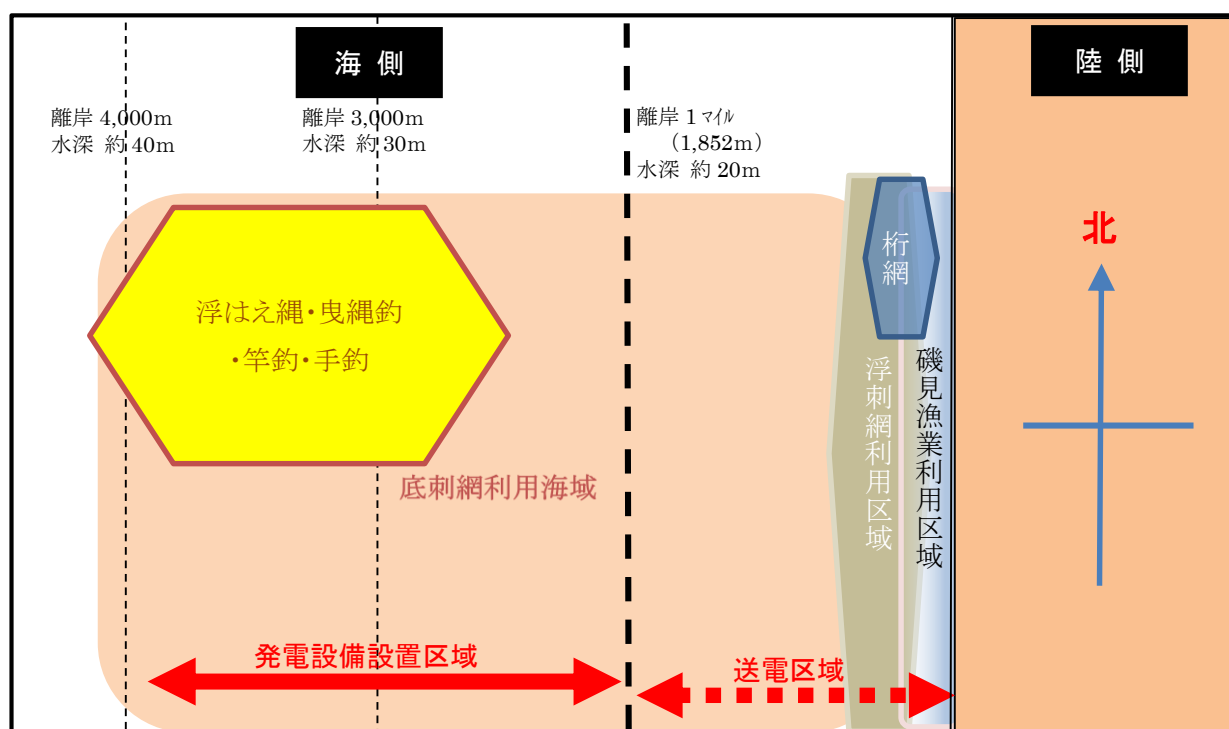 海 側
陸 側
離岸 4,000m
水深 約 40m
離岸 3,000m
水深 約 30m
離岸 1 マイル
(1,852m)
水深 約 20m
北
桁網
浮はえ縄・曳縄釣
・竿釣・手釣
浮刺網利用区域
磯見漁業利用区域
底刺網利用海域
発電設備設置区域
送電区域